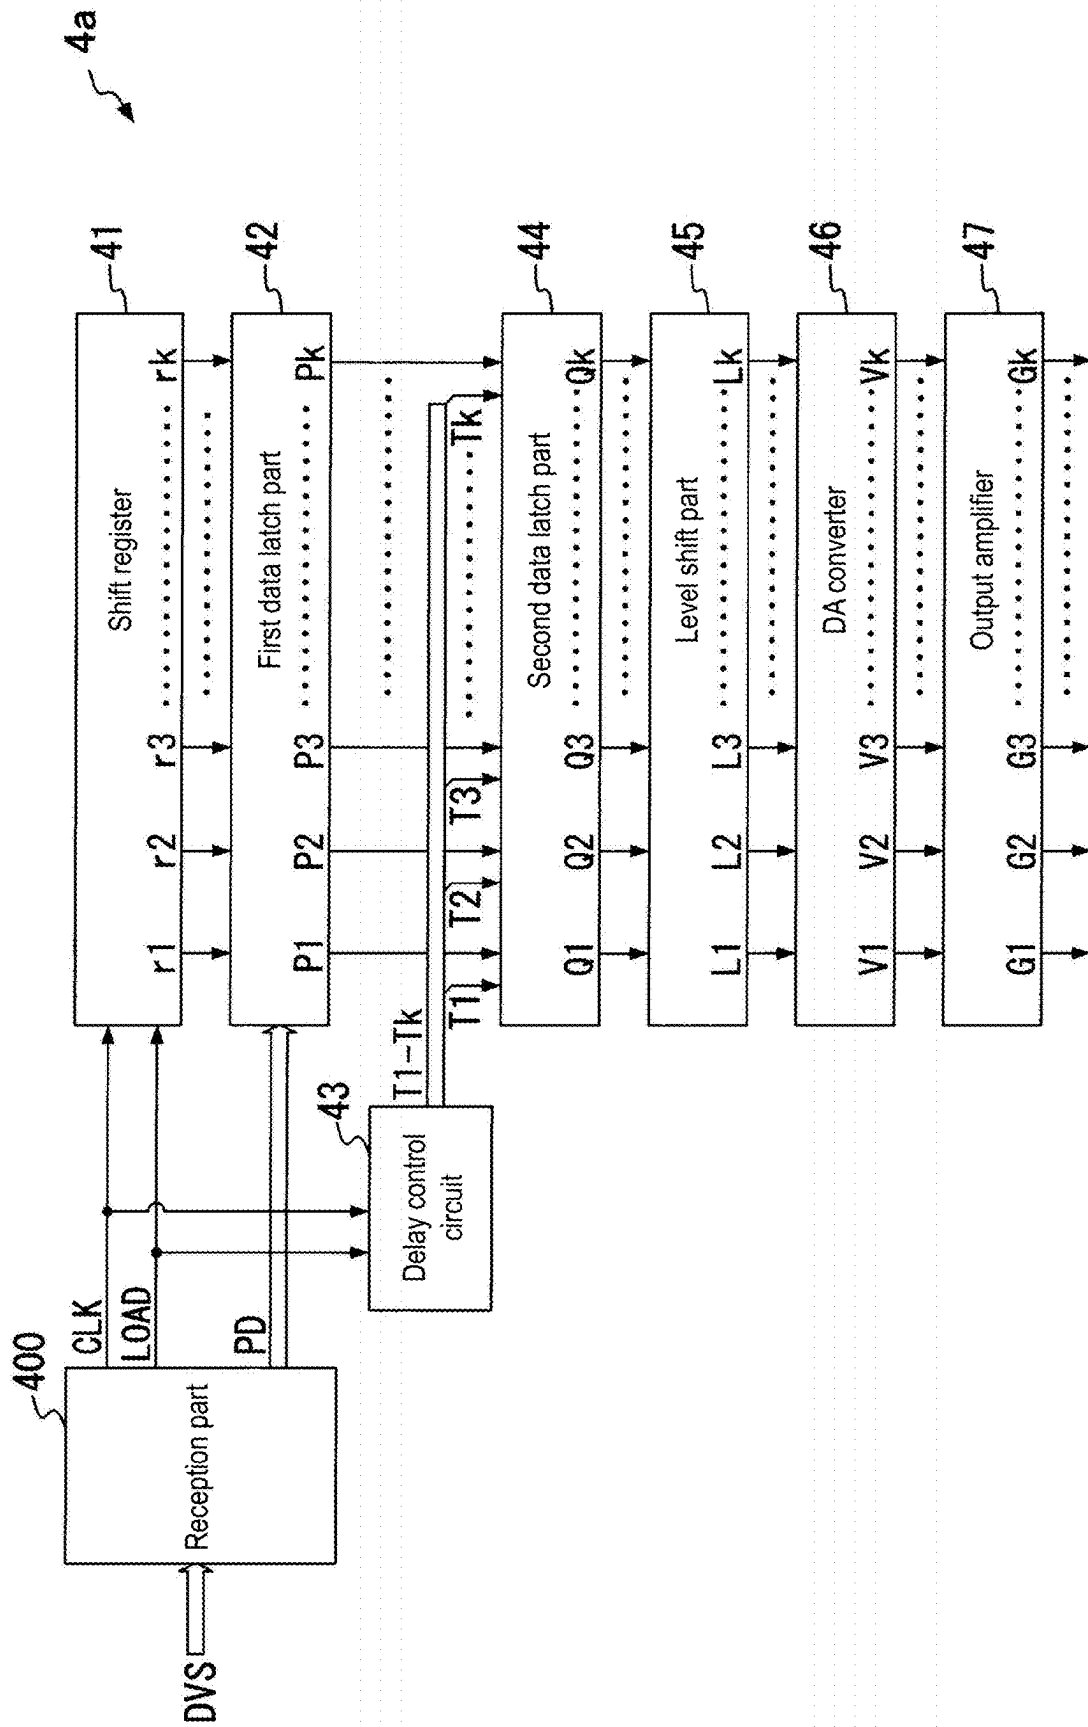 4a
400
Reception part
DVS
CLK
LOAD
PD
41
Shift register
r1 r2 r3 rk
42
First data latch part
P1 P2 P3 Pk
43
Delay control
circuit
T1-Tk
T1 T2 T3 Tk
44
Second data latch part
Q1 Q2 Q3 Qk
45
Level shift part
L1 L2 L3 Lk
46
DA converter
V1 V2 V3 Vk
47
Output amplifier
G1 G2 G3 Gk